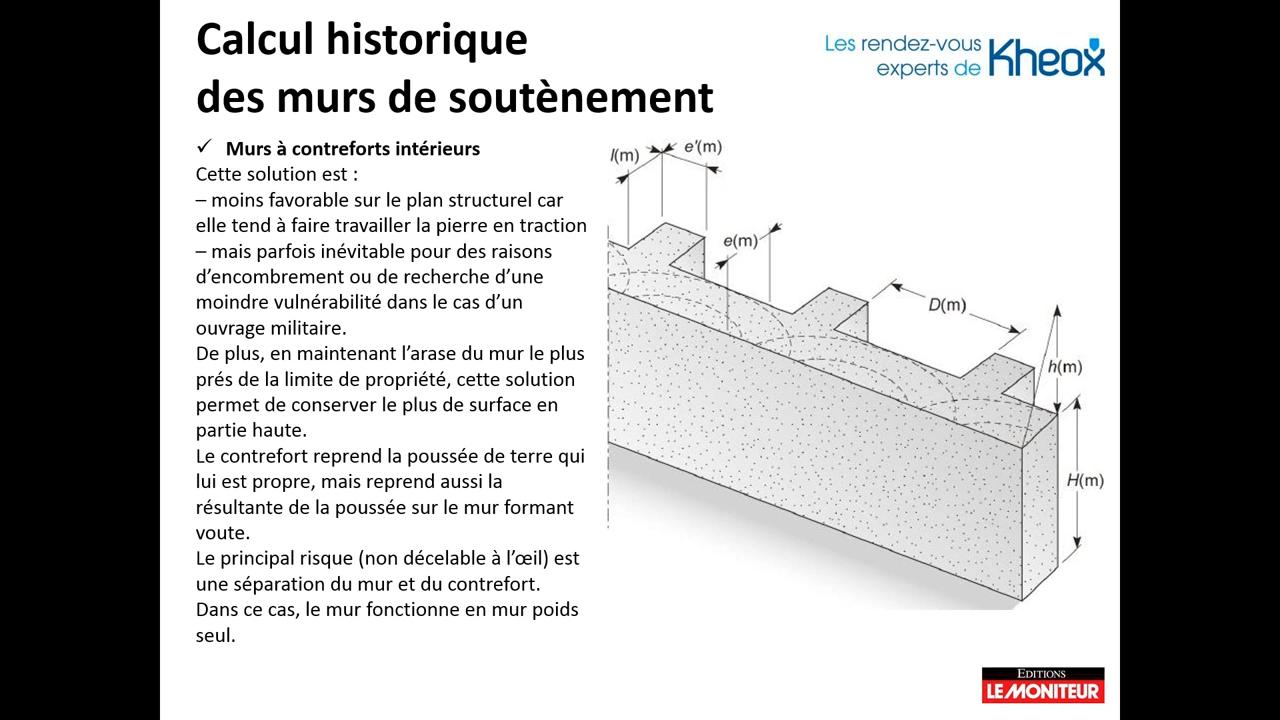 Calcul historique
des murs de soutènement
Les rendez-vous
experts de Kheox
✓ Murs à contreforts intérieurs
Cette solution est :
– moins favorable sur le plan structurel car
elle tend à faire travailler la pierre en traction
– mais parfois inévitable pour des raisons
d’encombrement ou de recherche d’une
moindre vulnérabilité dans le cas d’un
ouvrage militaire.
De plus, en maintenant l’arase du mur le plus
prés de la limite de propriété, cette solution
permet de conserver le plus de surface en
partie haute.
Le contrefort reprend la poussée de terre qui
lui est propre, mais reprend aussi la
résultante de la poussée sur le mur formant
voute.
Le principal risque (non décelable à l’œil) est
une séparation du mur et du contrefort.
Dans ce cas, le mur fonctionne en mur poids
seul.
l(m)
e'(m)
e(m)
D(m)
h(m)
H(m)
EDITIONS
LE MONITEUR